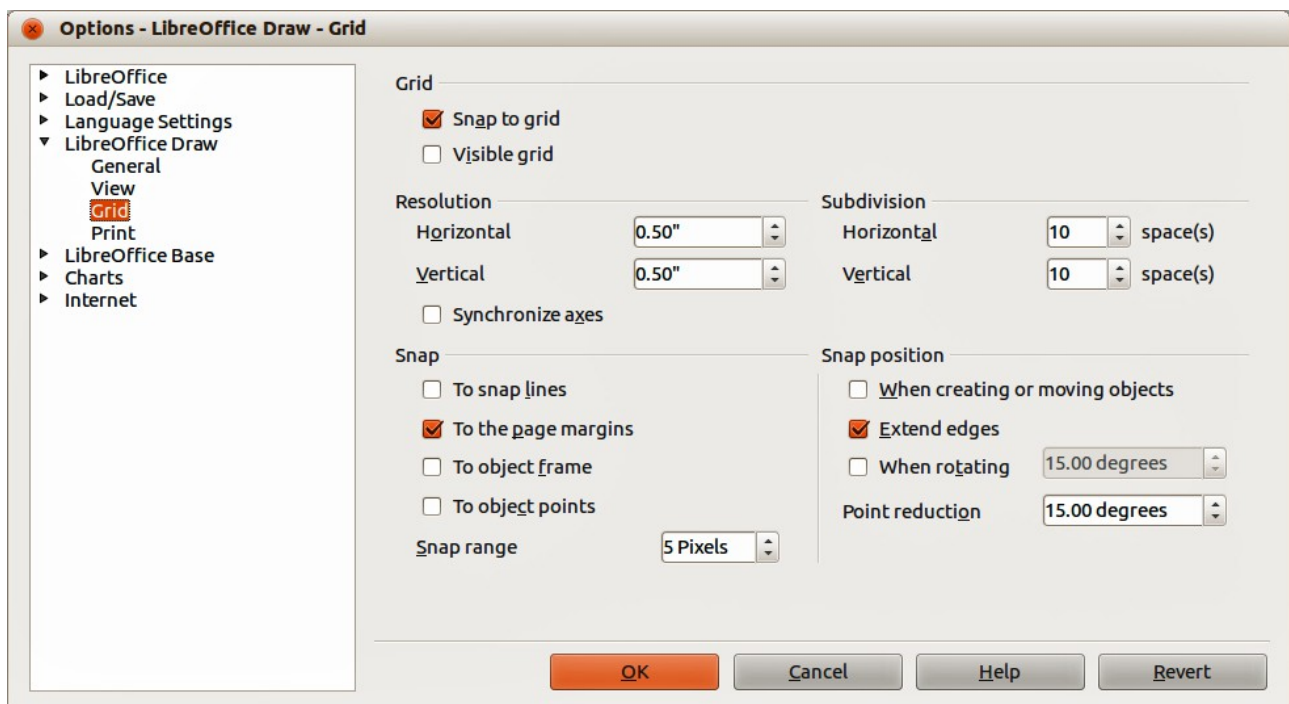 Options - LibreOffice Draw - Grid
LibreOffice
Load/Save
Language Settings
LibreOffice Draw
General
View
Grid
Print
LibreOffice Base
Charts
Internet
Grid
Snap to grid
Visible grid
Resolution
Horizontal 0.50"
Vertical 0.50"
Synchronize axes
Subdivision
Horizontal 10 space(s)
Vertical 10 space(s)
Snap
To snap lines
To the page margins
To object frame
To object points
Snap range 5 Pixels
Snap position
When creating or moving objects
Extend edges
When rotating 15.00 degrees
Point reduction 15.00 degrees
OK Cancel Help Revert